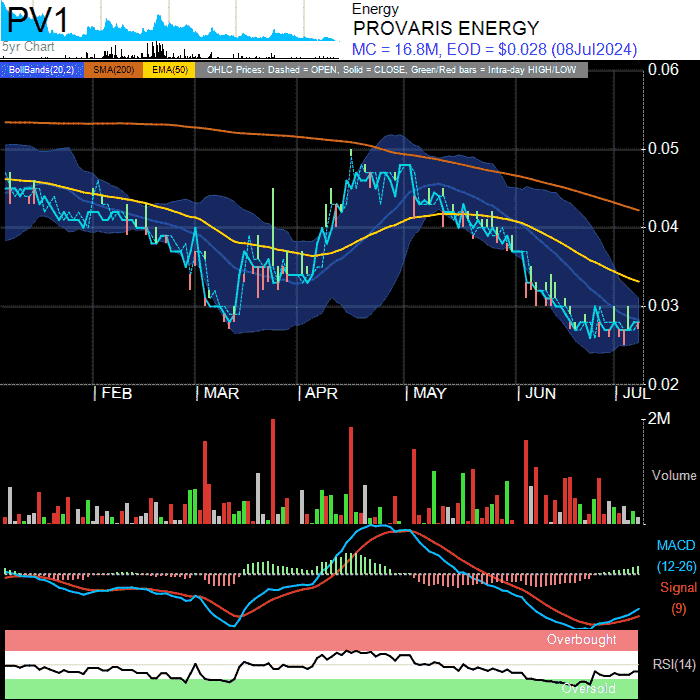 PV1
5yr Chart
Energy
PROVARIS ENERGY
MC = 16.8M, EOD = $0.028 (08Jul2024)
BollBands(20,2) SMA(200) EMA(50) OHLC Prices: Dashed = OPEN, Solid = CLOSE, Green/Red bars = Intra-day HIGH/LOW
0.06
0.05
0.04
0.03
0.02
| FEB | MAR | APR | MAY | JUN | JUL
2M
Volume
MACD
(12-26)
Signal
(9)
Overbought
RSI(14)
Oversold